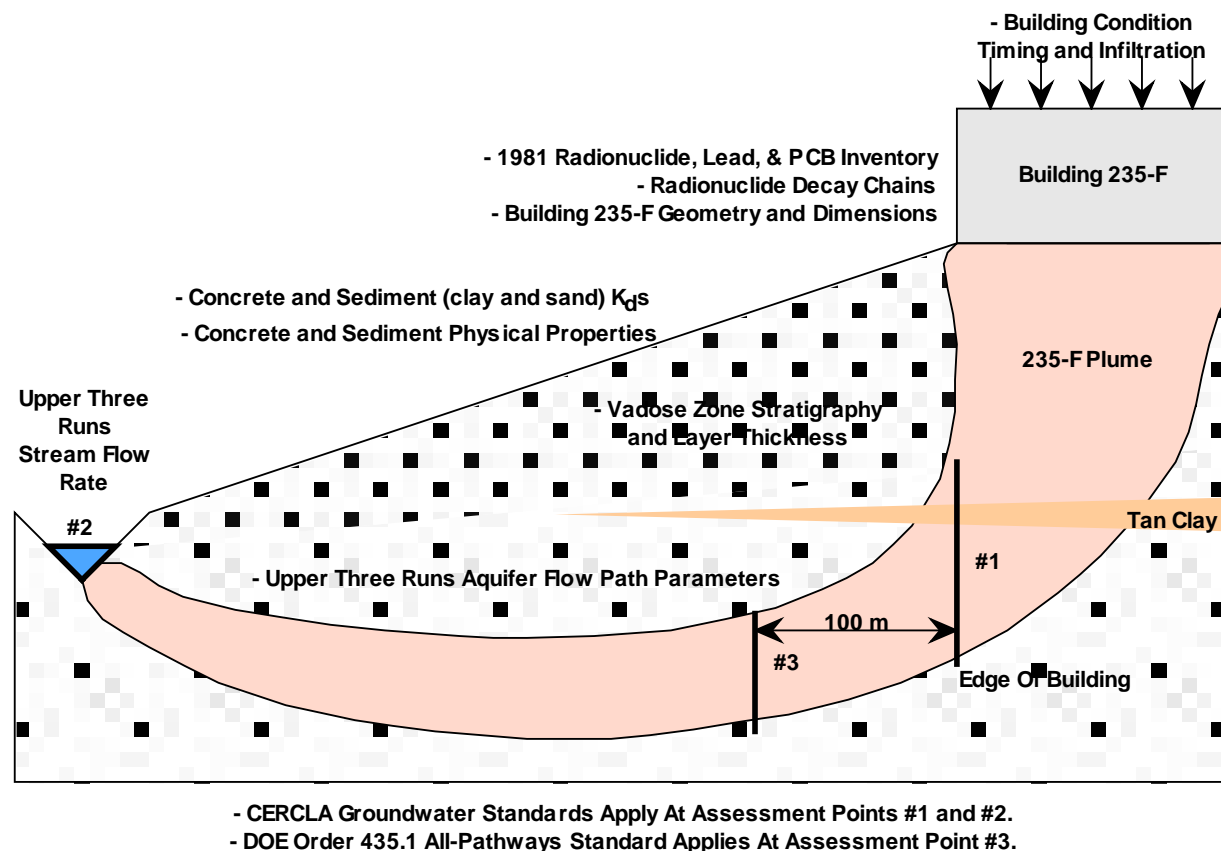 - Building Condition
Timing and Infiltration
- 1981 Radionuclide, Lead, & PCB Inventory
- Radionuclide Decay Chains
- Building 235-F Geometry and Dimensions
Building 235-F
- Concrete and Sediment (clay and sand) Kds
- Concrete and Sediment Physical Properties
235-F Plume
Upper Three
Runs
Stream Flow
Rate
- Vadose Zone Stratigraphy
and Layer Thickness
#2
Tan Clay
- Upper Three Runs Aquifer Flow Path Parameters
#1
100 m
#3
Edge Of Building
- CERCLA Groundwater Standards Apply At Assessment Points #1 and #2.
- DOE Order 435.1 All-Pathways Standard Applies At Assessment Point #3.